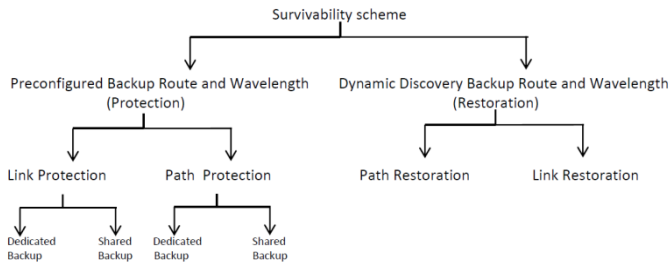 Survivability scheme
Preconfigured Backup Route and Wavelength
(Protection)
Dynamic Discovery Backup Route and Wavelength
(Restoration)
Link Protection
Path Protection
Path Restoration
Link Restoration
Dedicated
Backup
Shared
Backup
Dedicated
Backup
Shared
Backup